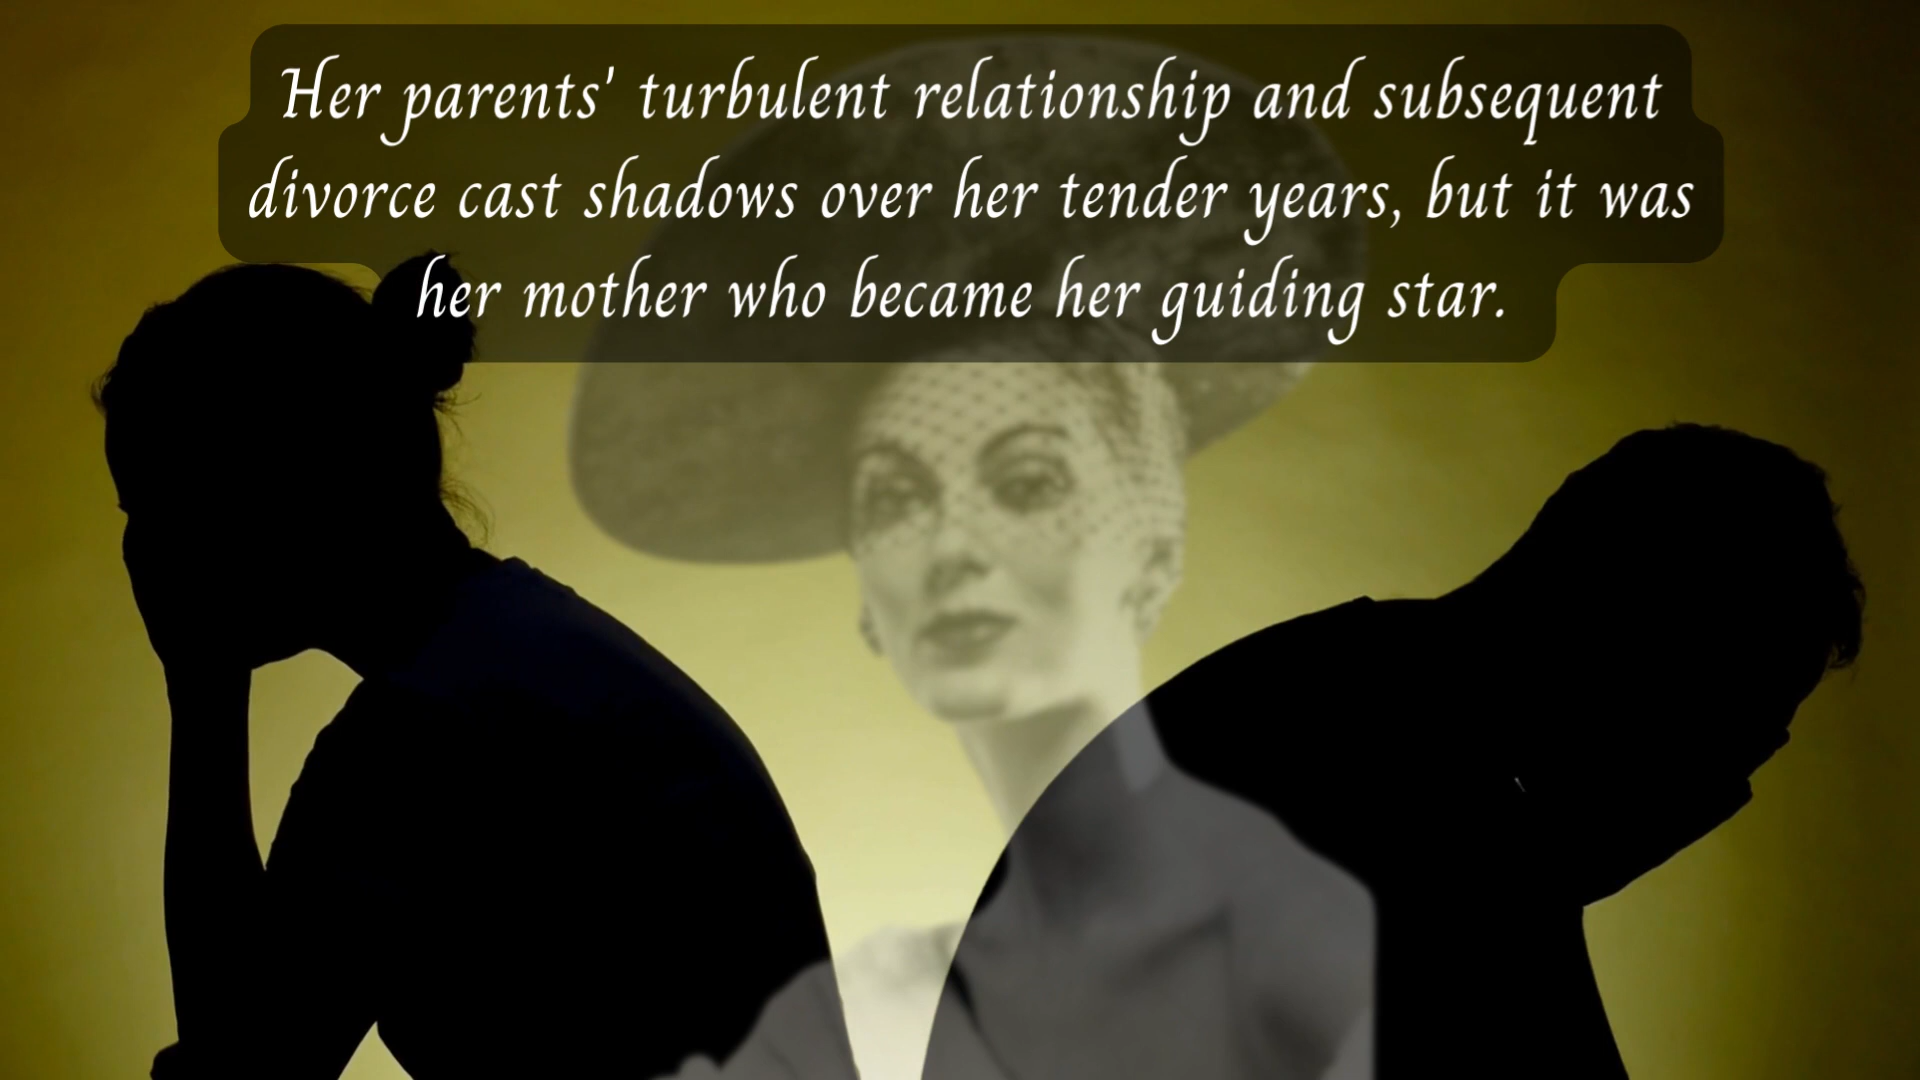 Her parents' turbulent relationship and subsequent
divorce cast shadows over her tender years, but it was
her mother who became her guiding star.